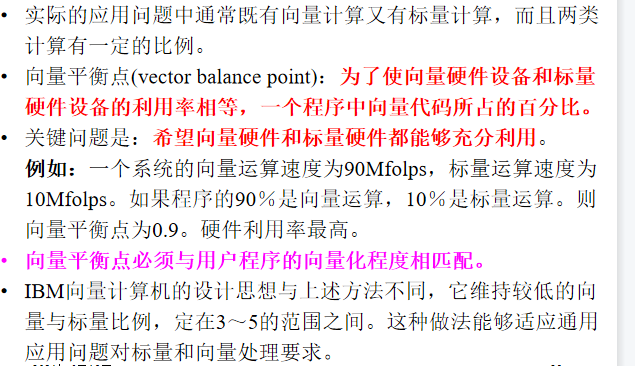 • 实际的应用问题中通常既有向量计算又有标量计算，而且两类
计算有一定的比例。
• 向量平衡点(vector balance point)：为了使向量硬件设备和标量
硬件设备的利用率相等，一个程序中向量代码所占的百分比。
• 关键问题是：希望向量硬件和标量硬件都能够充分利用。
例如：一个系统的向量运算速度为90Mfolps，标量运算速度为
10Mfolps。如果程序的90％是向量运算，10％是标量运算。则
向量平衡点为0.9。硬件利用率最高。
• 向量平衡点必须与用户程序的向量化程度相匹配。
• IBM向量计算机的设计思想与上述方法不同，它维持较低的向
量与标量比例，定在3～5的范围之间。这种做法能够适应通用
应用问题对标量和向量处理要求。